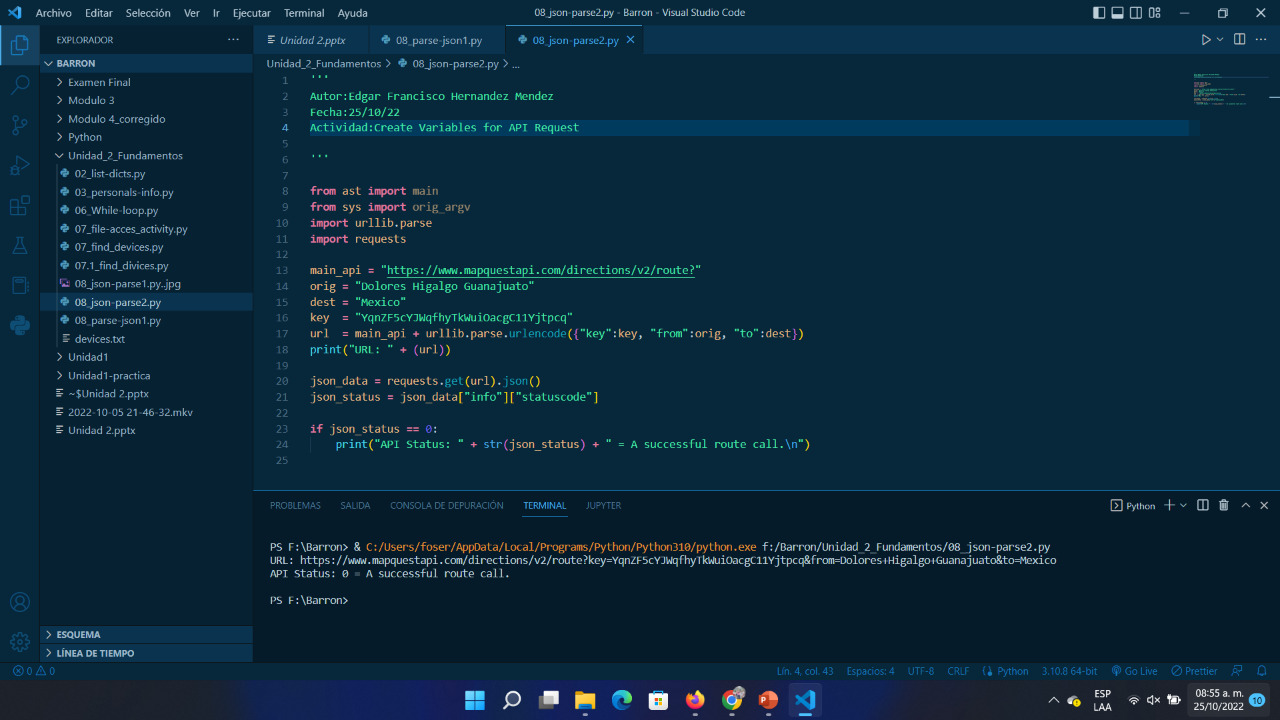 Archivo Editar Selección Ver Ir Ejecutar Terminal Ayuda 08_json-parse2.py - Barron - Visual Studio Code
EXPLORADOR
BARRON
Examen Final
Modulo 3
Modulo 4_corregido
Python
Unidad_2_Fundamentos
02_list-dicts.py
03_personals-info.py
06_While-loop.py
07_file-acces_activity.py
07_find_devices.py
07.1_find_divices.py
08_json-parse1.py..jpg
08_json-parse2.py
08_parse-json1.py
devices.txt
Unidad1
Unidad1-practica
~$Unidad 2.pptx
2022-10-05 21-46-32.mkv
Unidad 2.pptx
ESQUEMA
LÍNEA DE TIEMPO
Unidad 2.pptx 08_parse-json1.py 08_json-parse2.py
Unidad_2_Fundamentos > 08_json-parse2.py > ...
1 '''
2 Autor:Edgar Francisco Hernandez Mendez
3 Fecha:25/10/22
4 Actividad:Create Variables for API Request
5
6 '''
7
8 from ast import main
9 from sys import orig_argv
10 import urllib.parse
11 import requests
12
13 main_api = "https://www.mapquestapi.com/directions/v2/route?"
14 orig = "Dolores Higalgo Guanajuato"
15 dest = "Mexico"
16 key = "YqnZF5cYJWqfhyTkWuiOacgC11Yjtpcq"
17 url = main_api + urllib.parse.urlencode({"key":key, "from":orig, "to":dest})
18 print("URL: " + (url))
19
20 json_data = requests.get(url).json()
21 json_status = json_data["info"]["statuscode"]
22
23 if json_status == 0:
24 print("API Status: " + str(json_status) + " = A successful route call.\n")
25
PROBLEMAS SALIDA CONSOLA DE DEPURACIÓN TERMINAL JUPYTER Python
PS F:\Barron> & C:/Users/foser/AppData/Local/Programs/Python/Python310/python.exe f:/Barron/Unidad_2_Fundamentos/08_json-parse2.py
URL: https://www.mapquestapi.com/directions/v2/route?key=YqnZF5cYJWqfhyTkWuiOacgC11Yjtpcq&from=Dolores+Higalgo+Guanajuato&to=Mexico
API Status: 0 = A successful route call.
PS F:\Barron>
0 0 Lín. 4, col. 43 Espacios: 4 UTF-8 CRLF Python 3.10.8 64-bit Go Live Prettier
ESP
LAA
08:55 a. m.
25/10/2022
10